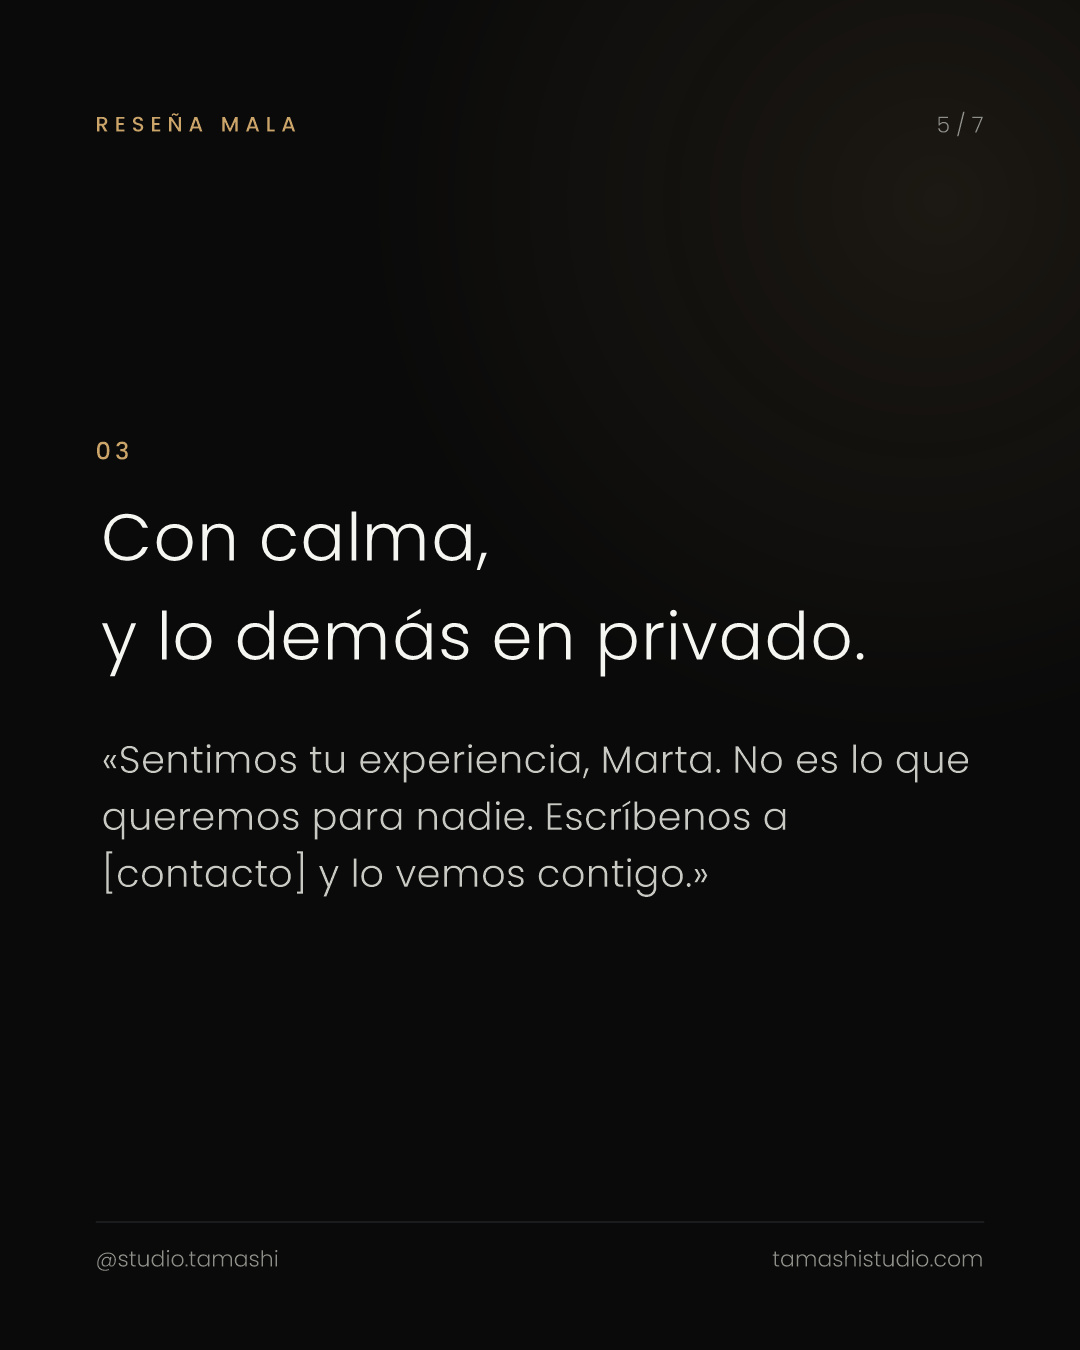 RESEÑA MALA
5 / 7
03
Con calma,
y lo demás en privado.
«Sentimos tu experiencia, Marta. No es lo que
queremos para nadie. Escríbenos a
[contacto] y lo vemos contigo.»
@studio.tamashi
tamashistudio.com